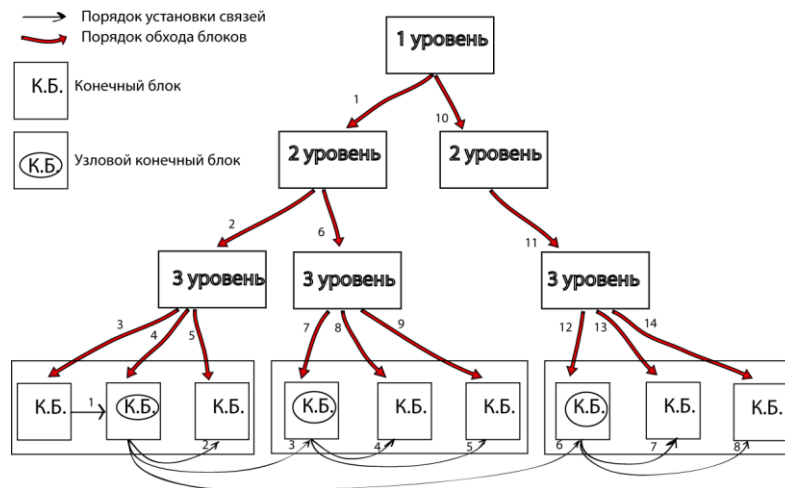 Порядок установки связей
Порядок обхода блоков
К.Б. Конечный блок
К.Б. Узловой конечный блок
1 уровень
1 10
2 уровень 2 уровень
2 6 11
3 уровень 3 уровень 3 уровень
3 4 5 7 8 9 12 13 14
К.Б. 1 К.Б. К.Б. К.Б. К.Б. К.Б. К.Б. К.Б. К.Б.
2 3 4 5 6 7 8